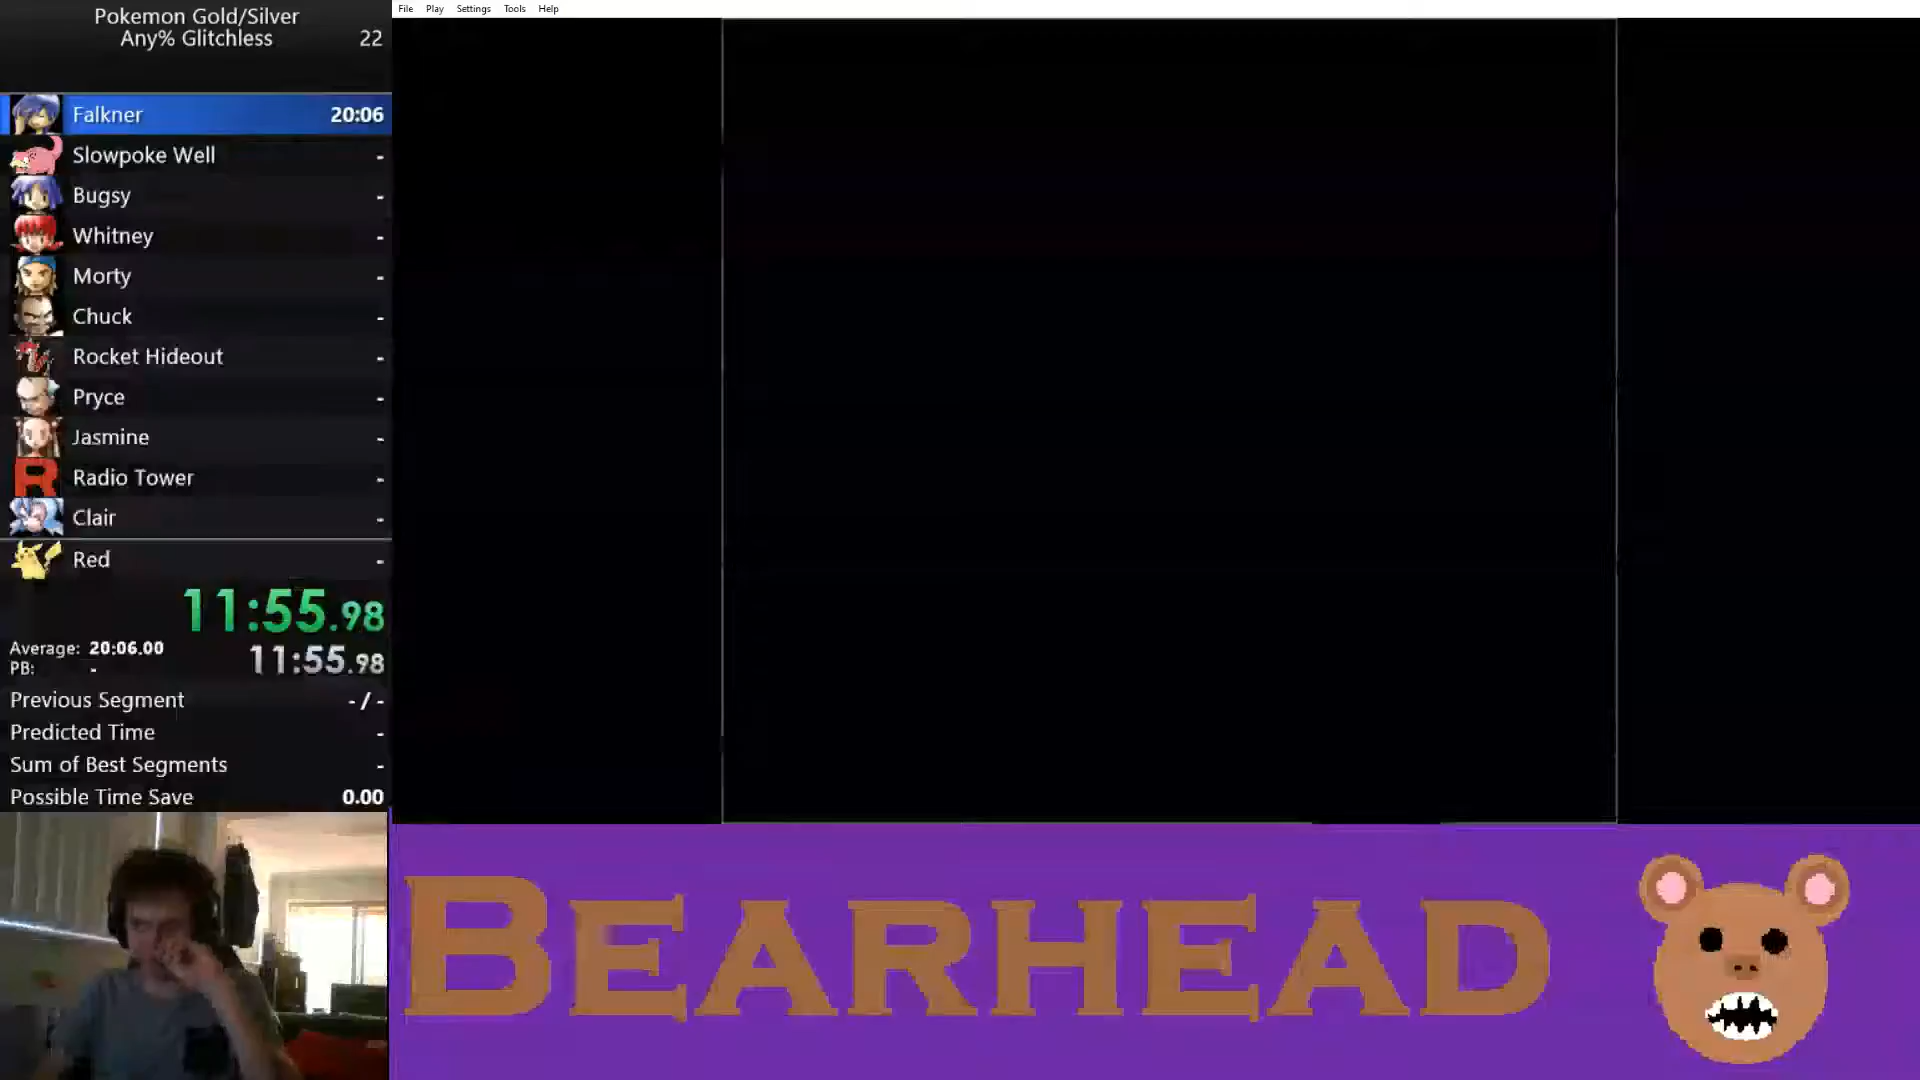 Pokemon Gold/Silver
Any% Glitchless 22
File Play Settings Tools Help
Falkner 20:06
Slowpoke Well -
Bugsy -
Whitney -
Morty -
Chuck -
Rocket Hideout -
Pryce -
Jasmine -
R
Radio Tower -
Clair -
Red -
11:55.98
Average: 20:06.00
PB: -
11:55.98
Previous Segment - / -
Predicted Time -
Sum of Best Segments -
Possible Time Save 0.00
BEARHEAD